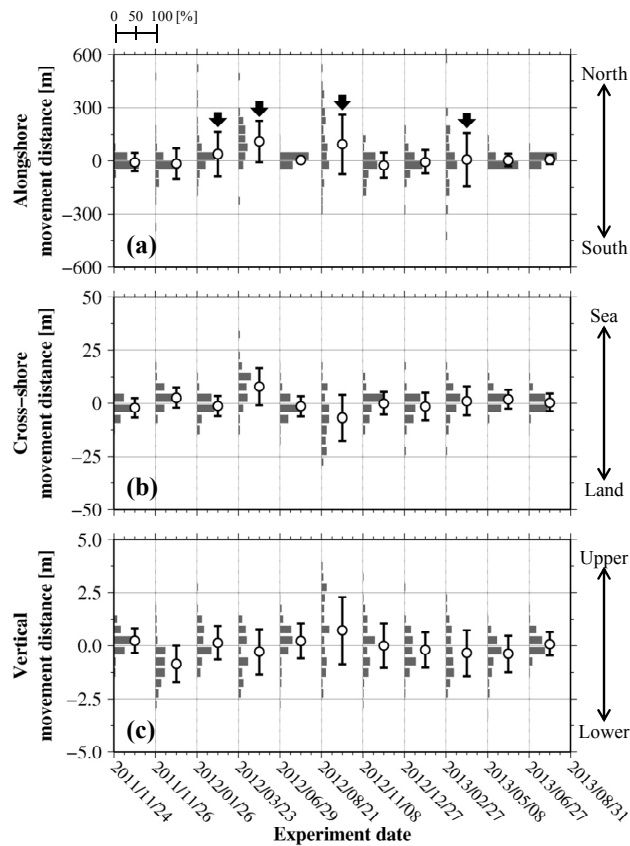 0 50 100 [%]
600
300
0
−300
−600
Alongshore
movement distance [m]
(a)
North
South
50
25
0
−25
−50
Cross−shore
movement distance [m]
(b)
Sea
Land
5.0
2.5
0.0
−2.5
−5.0
Vertical
movement distance [m]
(c)
Upper
Lower
2011/11/24
2011/11/26
2012/01/26
2012/03/23
2012/06/29
2012/08/21
2012/11/08
2012/12/27
2013/02/27
2013/05/08
2013/06/27
2013/08/31
Experiment date